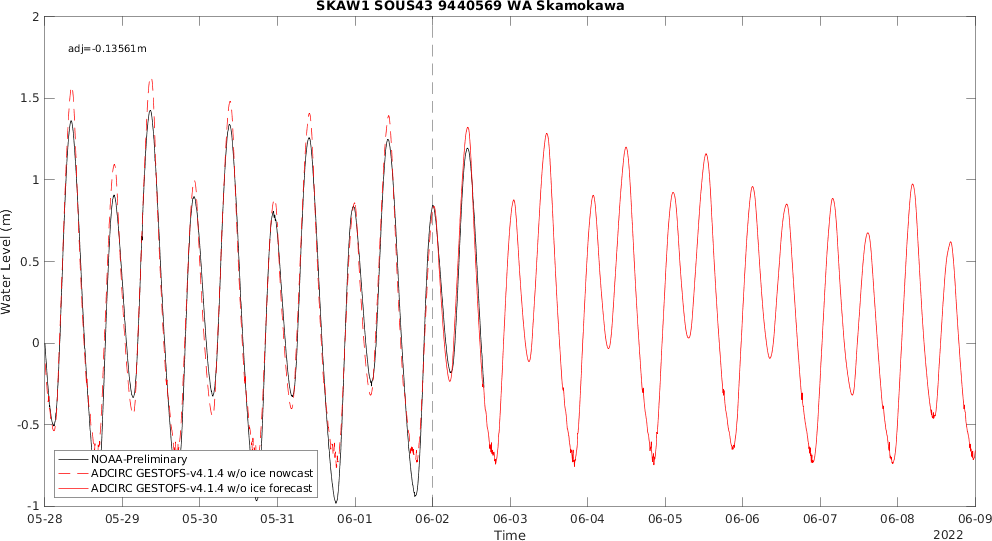 SKAW1 SOUS43 9440569 WA Skamokawa
adj=-0.13561m
2
1.5
1
0.5
0
-0.5
-1
Water Level (m)
NOAA-Preliminary
ADCIRC GESTOFS-v4.1.4 w/o ice nowcast
ADCIRC GESTOFS-v4.1.4 w/o ice forecast
05-28 05-29 05-30 05-31 06-01 06-02 06-03 06-04 06-05 06-06 06-07 06-08 06-09
Time
2022